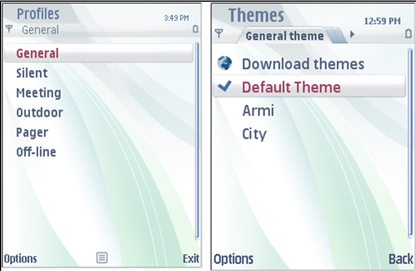 Profiles
3:49 PM
General
General
Silent
Meeting
Outdoor
Pager
Off-line
Options
Exit
Themes
12:59 PM
General theme
Download themes
Default Theme
Armi
City
Options
Back